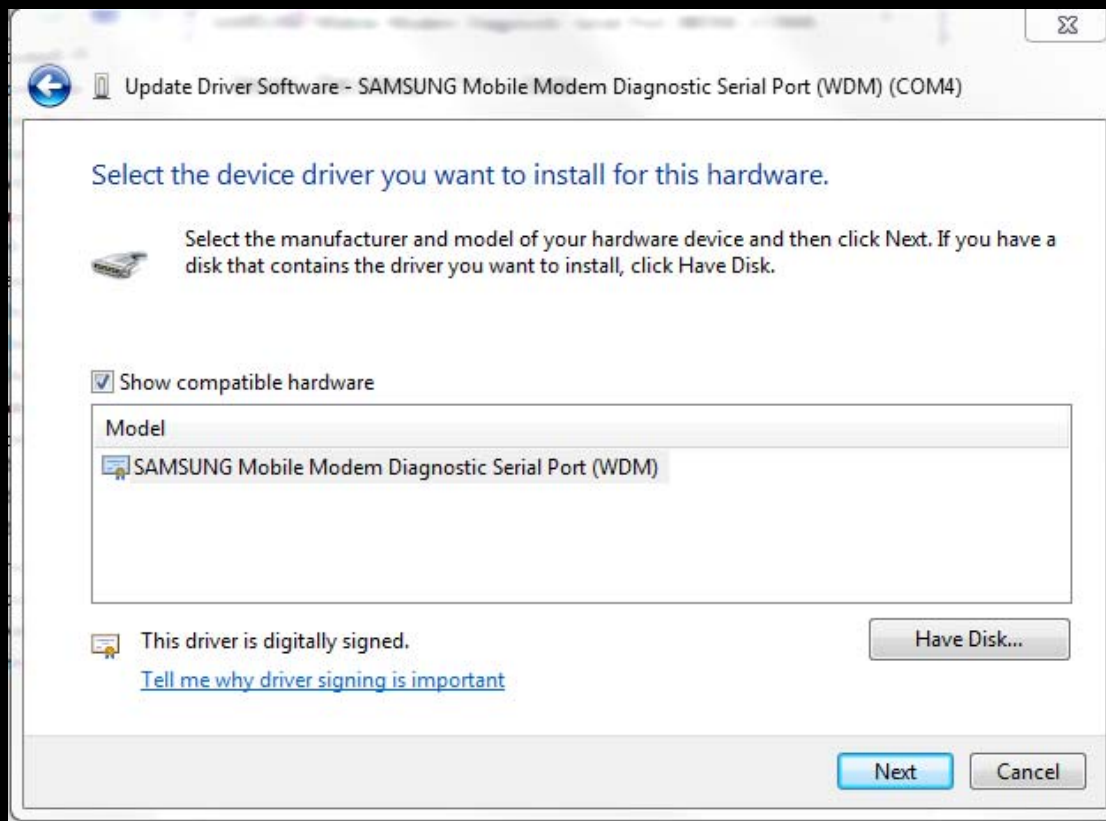 Update Driver Software - SAMSUNG Mobile Modem Diagnostic Serial Port (WDM) (COM4)
Select the device driver you want to install for this hardware.
Select the manufacturer and model of your hardware device and then click Next. If you have a
disk that contains the driver you want to install, click Have Disk.
Show compatible hardware
Model
SAMSUNG Mobile Modem Diagnostic Serial Port (WDM)
This driver is digitally signed.
Have Disk...
Tell me why driver signing is important
Next
Cancel